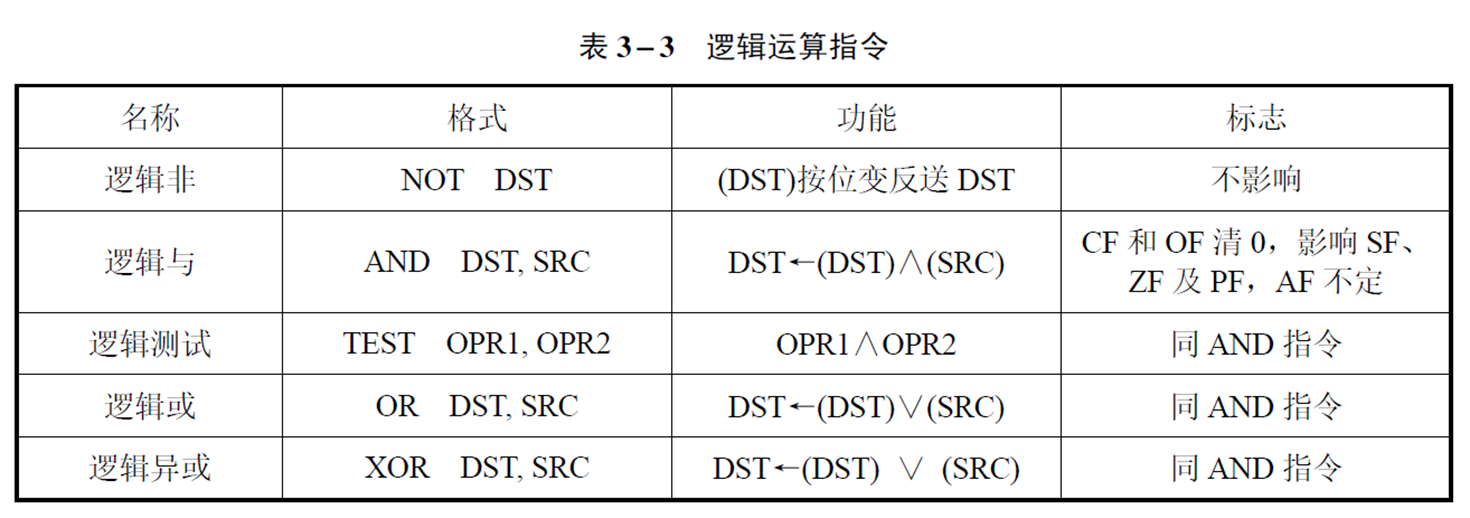 表 3－3 逻辑运算指令
名称 格式 功能 标志
逻辑非 NOT DST (DST)按位变反送 DST 不影响
逻辑与 AND DST, SRC DST←(DST)∧(SRC) CF 和 OF 清 0，影响 SF、
ZF 及 PF，AF 不定
逻辑测试 TEST OPR1, OPR2 OPR1∧OPR2 同 AND 指令
逻辑或 OR DST, SRC DST←(DST)∨(SRC) 同 AND 指令
逻辑异或 XOR DST, SRC DST←(DST) ∨ (SRC) 同 AND 指令